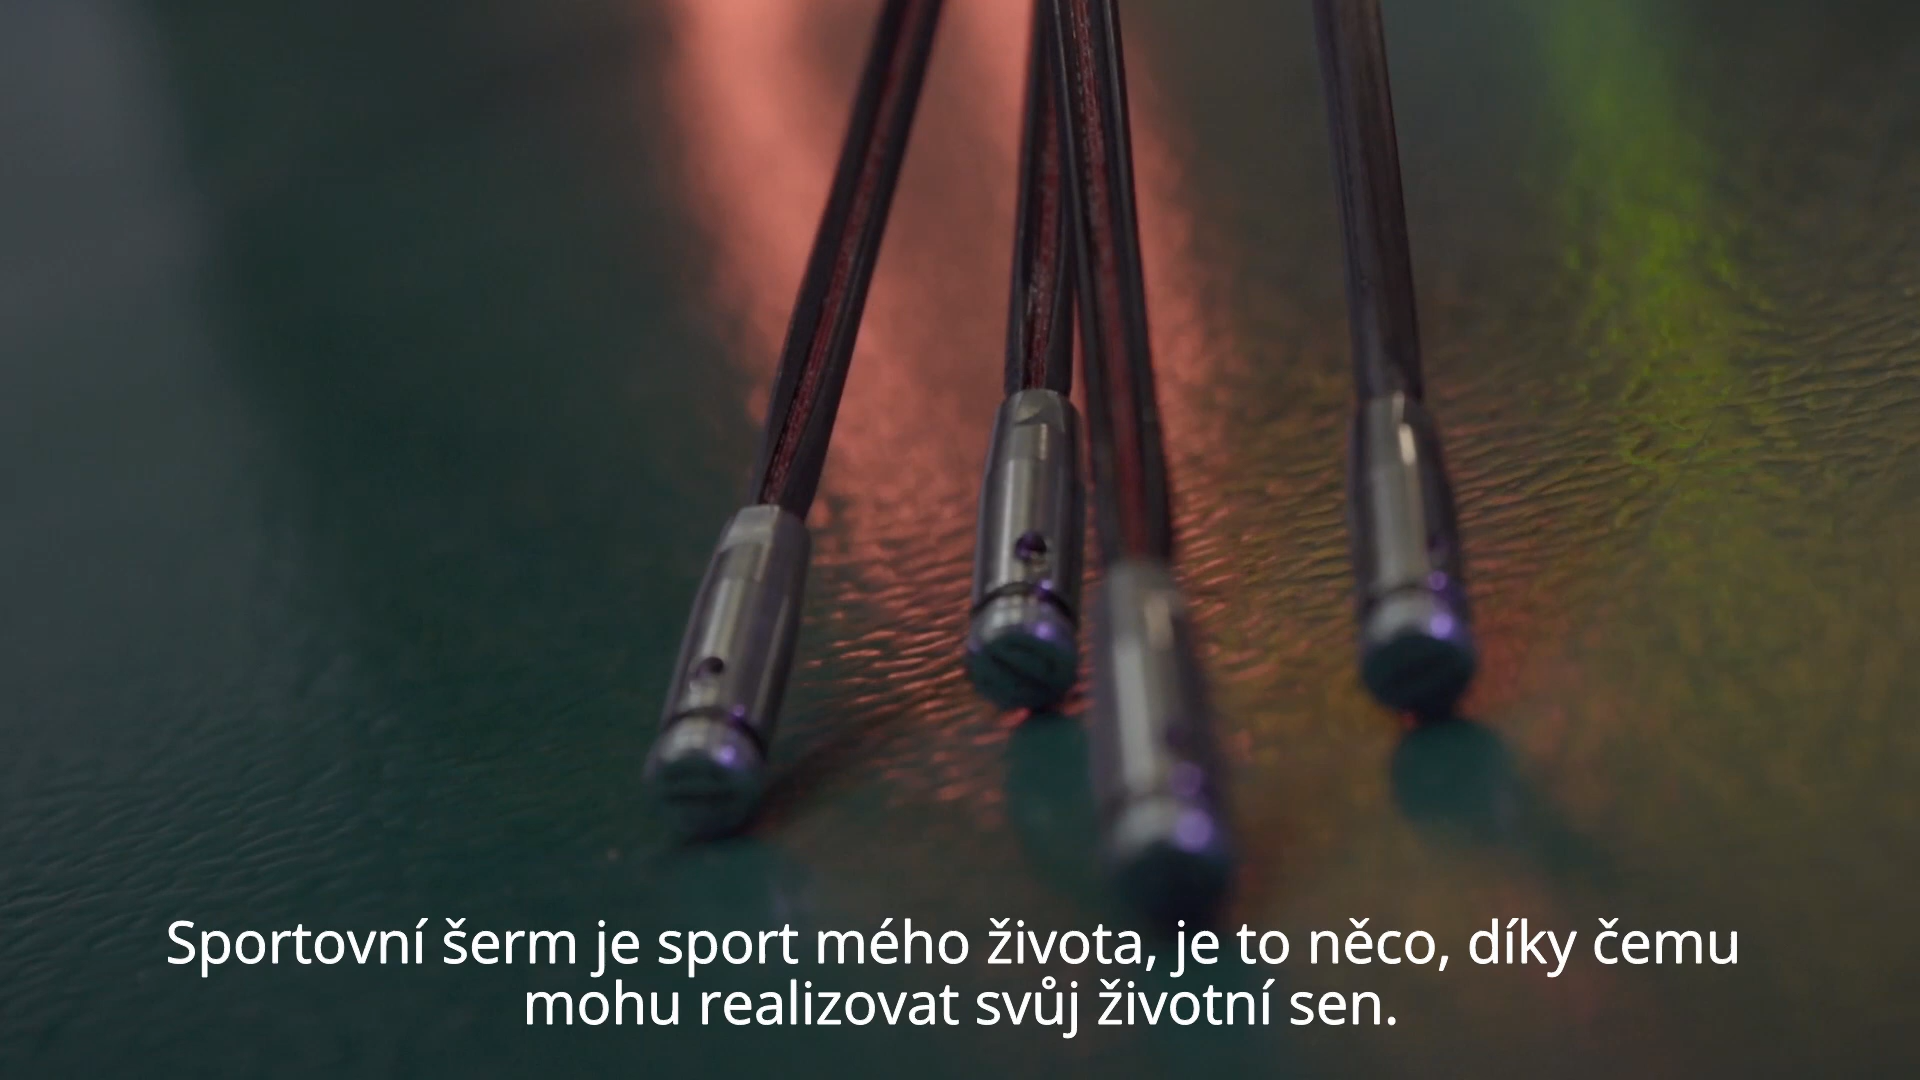 Sportovní šerm je sport mého života, je to něco, díky čemu
mohu realizovat svůj životní sen.